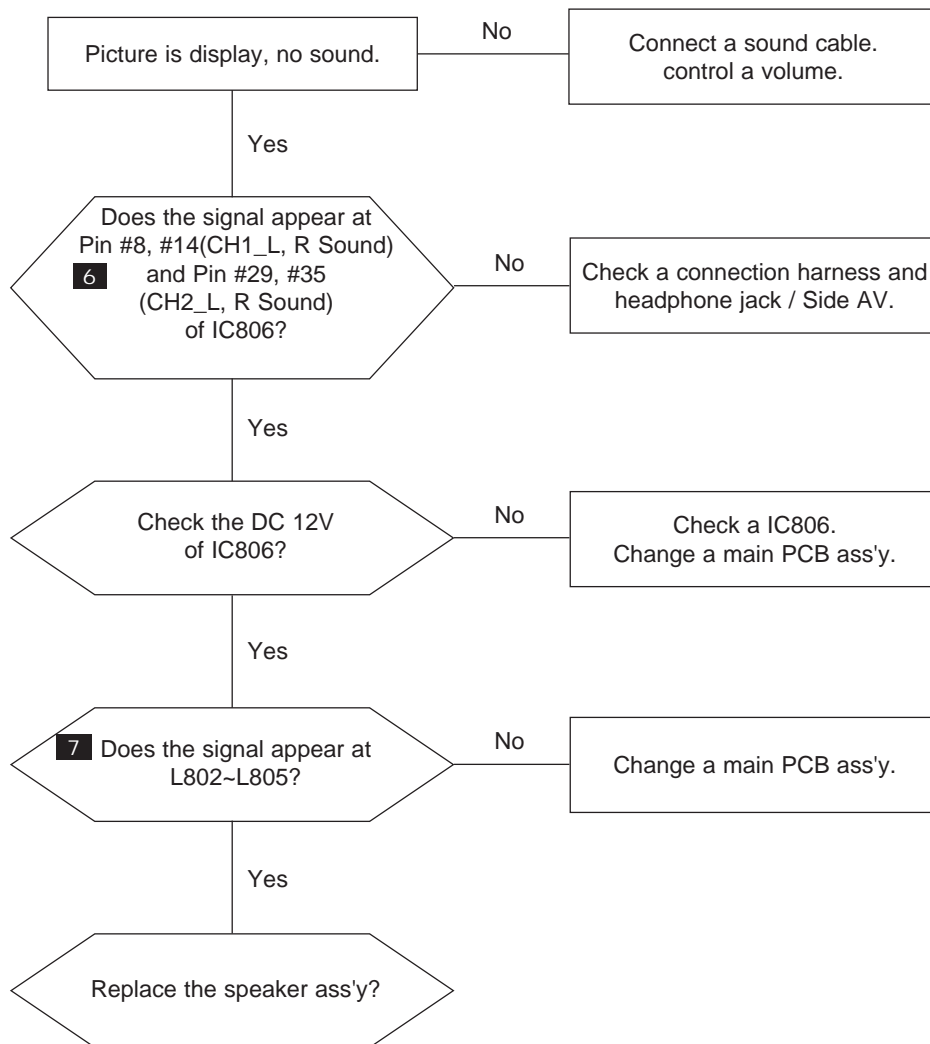 Picture is display, no sound.
No
Connect a sound cable.
control a volume.
Yes
Does the signal appear at
Pin #8, #14(CH1_L, R Sound)
6 and Pin #29, #35
(CH2_L, R Sound)
of IC806?
No
Check a connection harness and
headphone jack / Side AV.
Yes
Check the DC 12V
of IC806?
No
Check a IC806.
Change a main PCB ass'y.
Yes
7 Does the signal appear at
L802~L805?
No
Change a main PCB ass'y.
Yes
Replace the speaker ass'y?